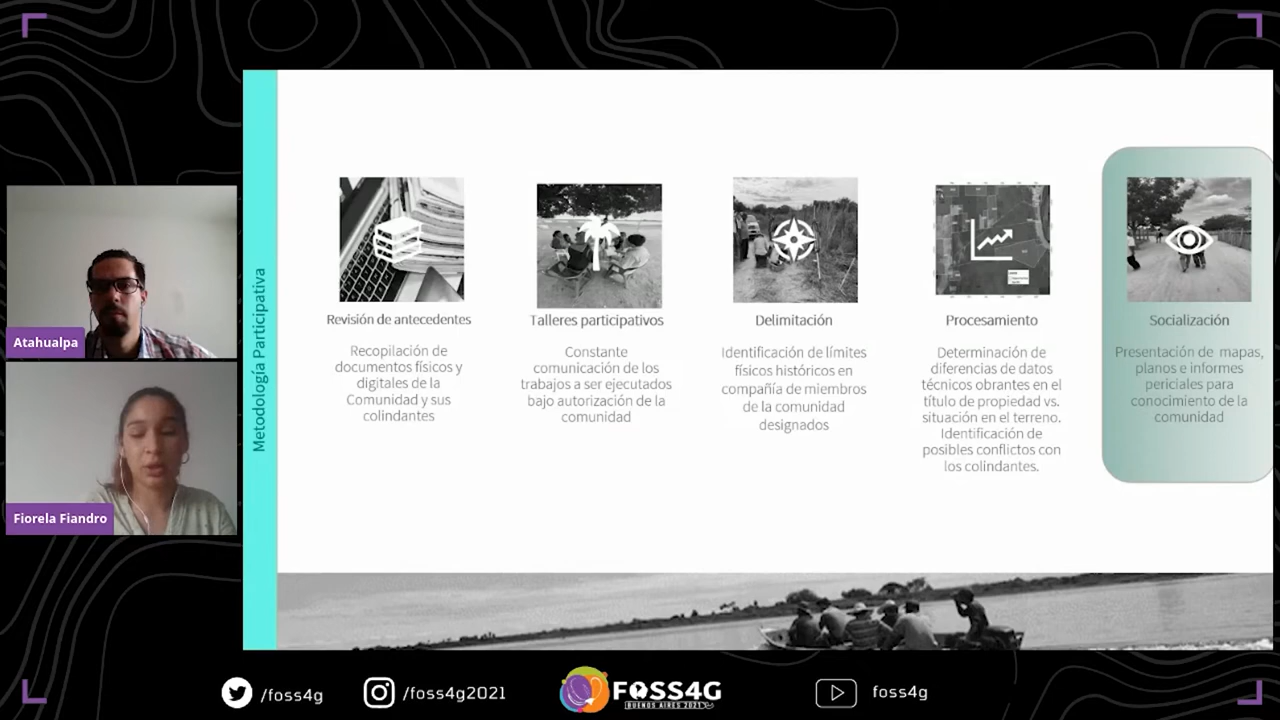 Atahualpa
Fiorela Fiandro
Metodología Participativa
Revisión de antecedentes
Recopilación de
documentos físicos y
digitales de la
Comunidad y sus
colindantes
Talleres participativos
Constante
comunicación de los
trabajos a ser ejecutados
bajo autorización de la
comunidad
Delimitación
Identificación de límites
físicos históricos en
compañía de miembros
de la comunidad
designados
Procesamiento
Determinación de
diferencias de datos
técnicos obrantes en el
título de propiedad vs.
situación en el terreno.
Identificación de
posibles conflictos con
los colindantes.
Socialización
Presentación de mapas,
planos e informes
periciales para
conocimiento de la
comunidad
/foss4g
/foss4g2021
FOSS4G
BUENOS AIRES 2021
foss4g